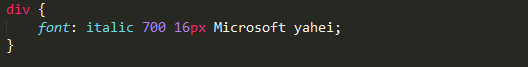 div {
    font: italic 700 16px Microsoft yahei;
}